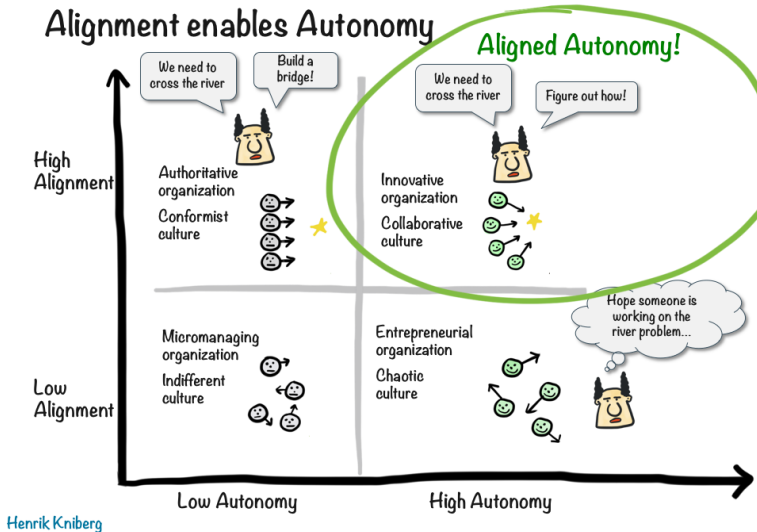 Alignment enables Autonomy
Aligned Autonomy!
We need to
cross the river
Build a
bridge!
We need to
cross the river
Figure out how!
High
Alignment
Authoritative
organization
Conformist
culture
Innovative
organization
Collaborative
culture
Hope someone is
working on the
river problem...
Low
Alignment
Micromanaging
organization
Indifferent
culture
Entrepreneurial
organization
Chaotic
culture
Low Autonomy
High Autonomy
Henrik Kniberg